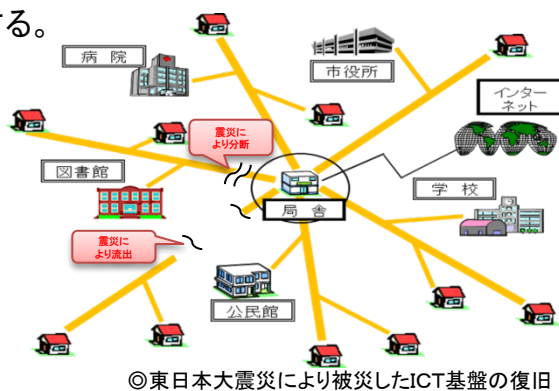 する。
病 院
市役所
インター
ネット
震災に
より分断
図書館
学 校
局 舎
震災に
より流出
公民館
◎東日本大震災により被災したICT基盤の復旧